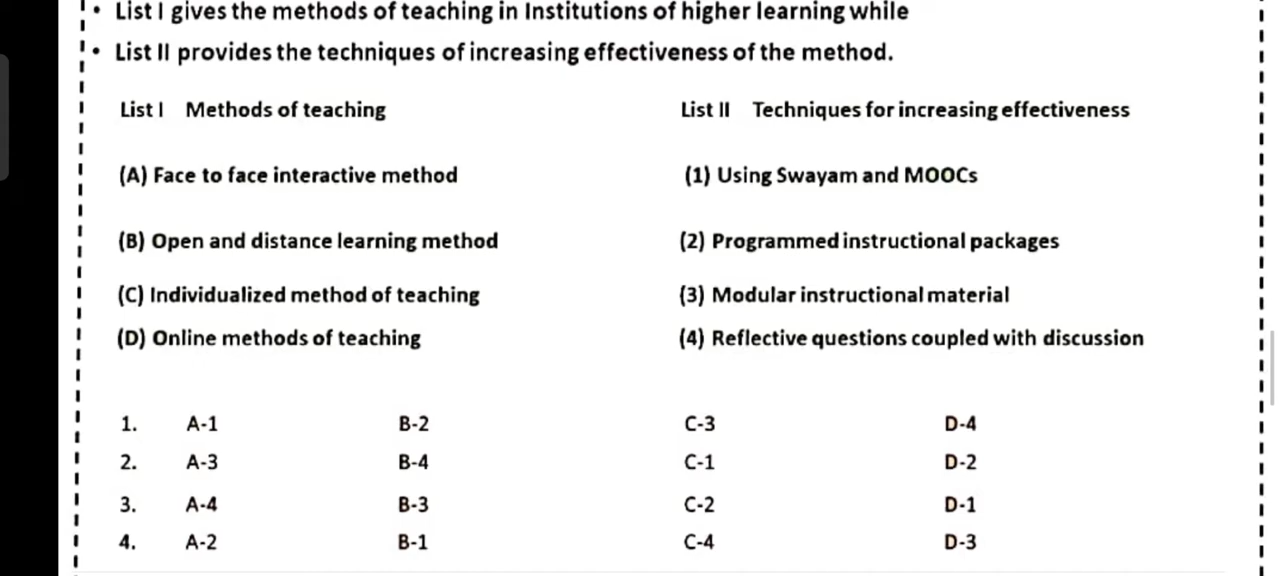 • List I gives the methods of teaching in Institutions of higher learning while
• List II provides the techniques of increasing effectiveness of the method.
List I Methods of teaching List II Techniques for increasing effectiveness
(A) Face to face interactive method (1) Using Swayam and MOOCs
(B) Open and distance learning method (2) Programmed instructional packages
(C) Individualized method of teaching (3) Modular instructional material
(D) Online methods of teaching (4) Reflective questions coupled with discussion
1. A-1 B-2 C-3 D-4
2. A-3 B-4 C-1 D-2
3. A-4 B-3 C-2 D-1
4. A-2 B-1 C-4 D-3